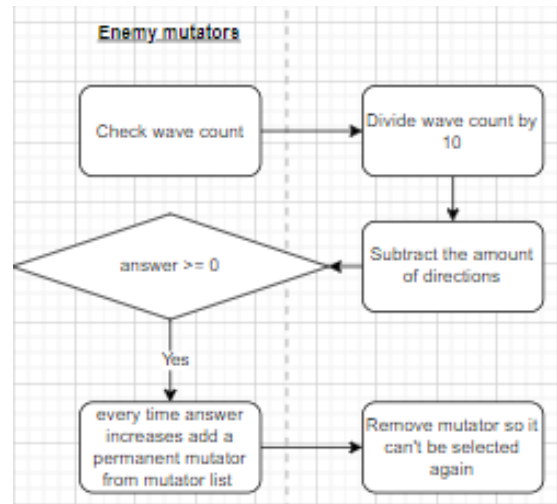 Enemy mutators
Check wave count
Divide wave count by
10
Subtract the amount
of directions
answer >= 0
Yes
every time answer
increases add a
permanent mutator
from mutator list
Remove mutator so it
can't be selected
again